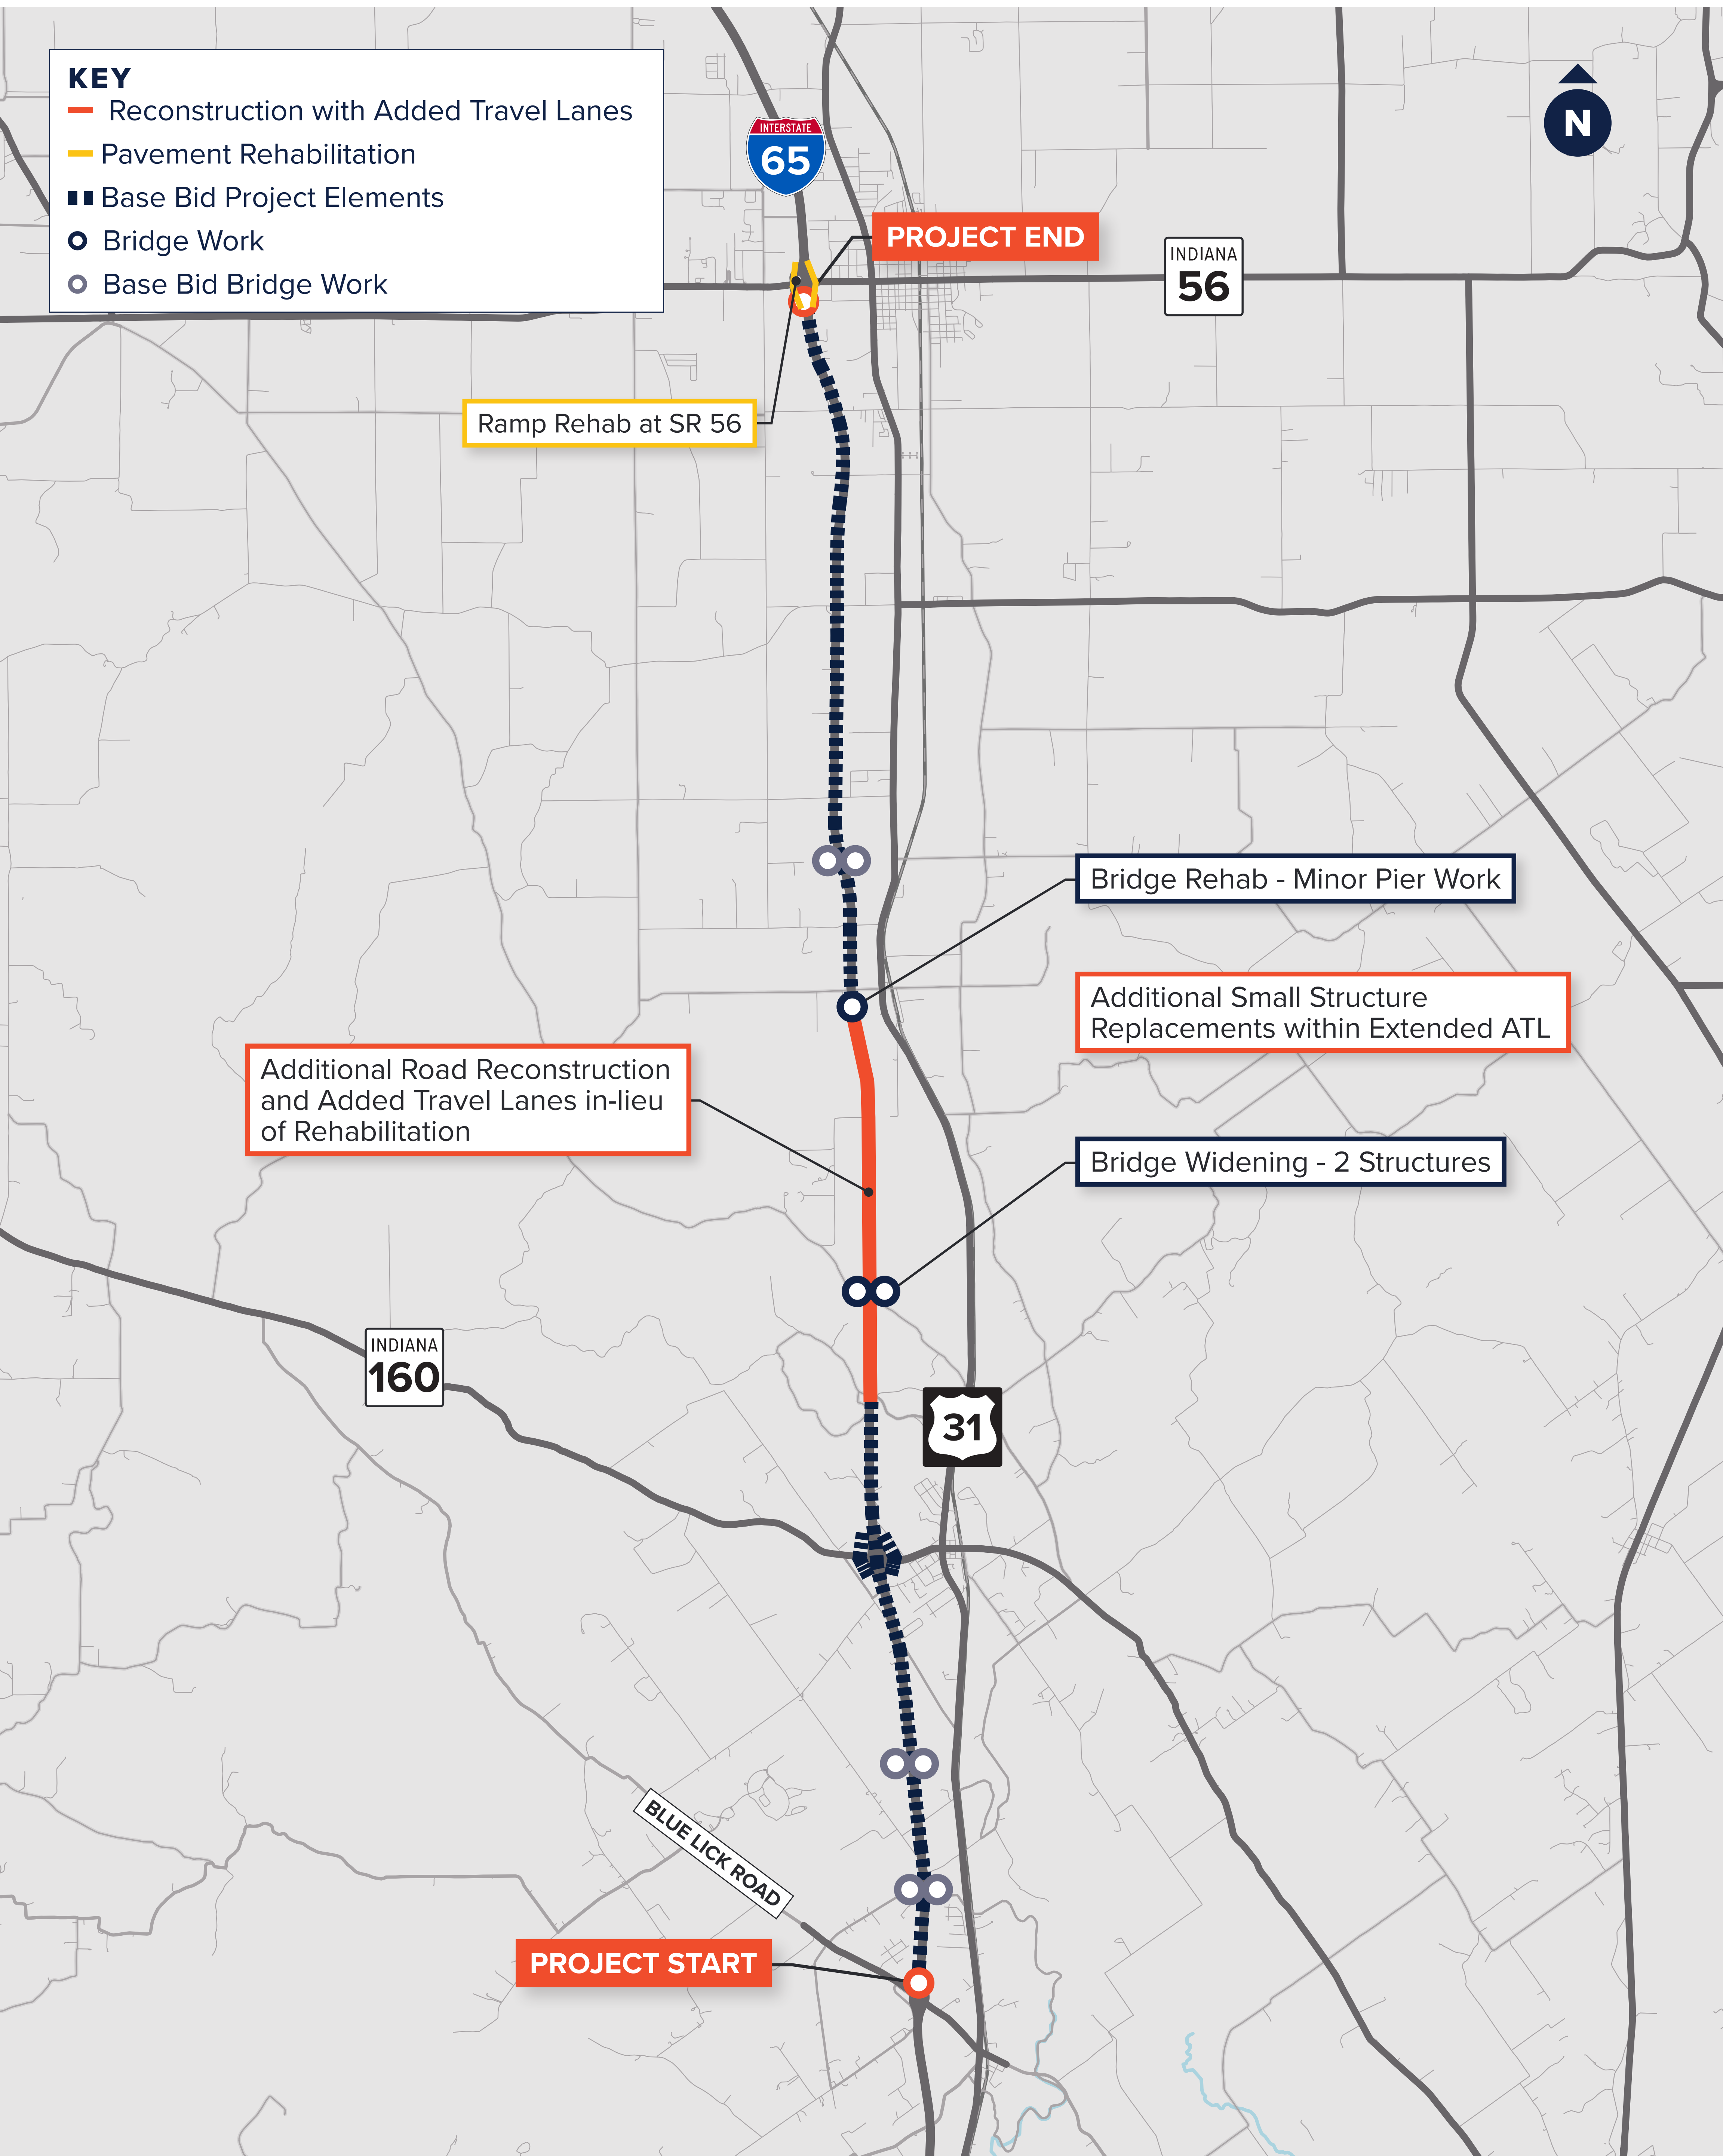 KEY
Reconstruction with Added Travel Lanes
Pavement Rehabilitation
Base Bid Project Elements
Bridge Work
Base Bid Bridge Work
INTERSTATE
65
N
PROJECT END
INDIANA
56
Ramp Rehab at SR 56
Bridge Rehab - Minor Pier Work
Additional Small Structure
Replacements within Extended ATL
Additional Road Reconstruction
and Added Travel Lanes in-lieu
of Rehabilitation
Bridge Widening - 2 Structures
INDIANA
160
31
BLUE LICK ROAD
PROJECT START